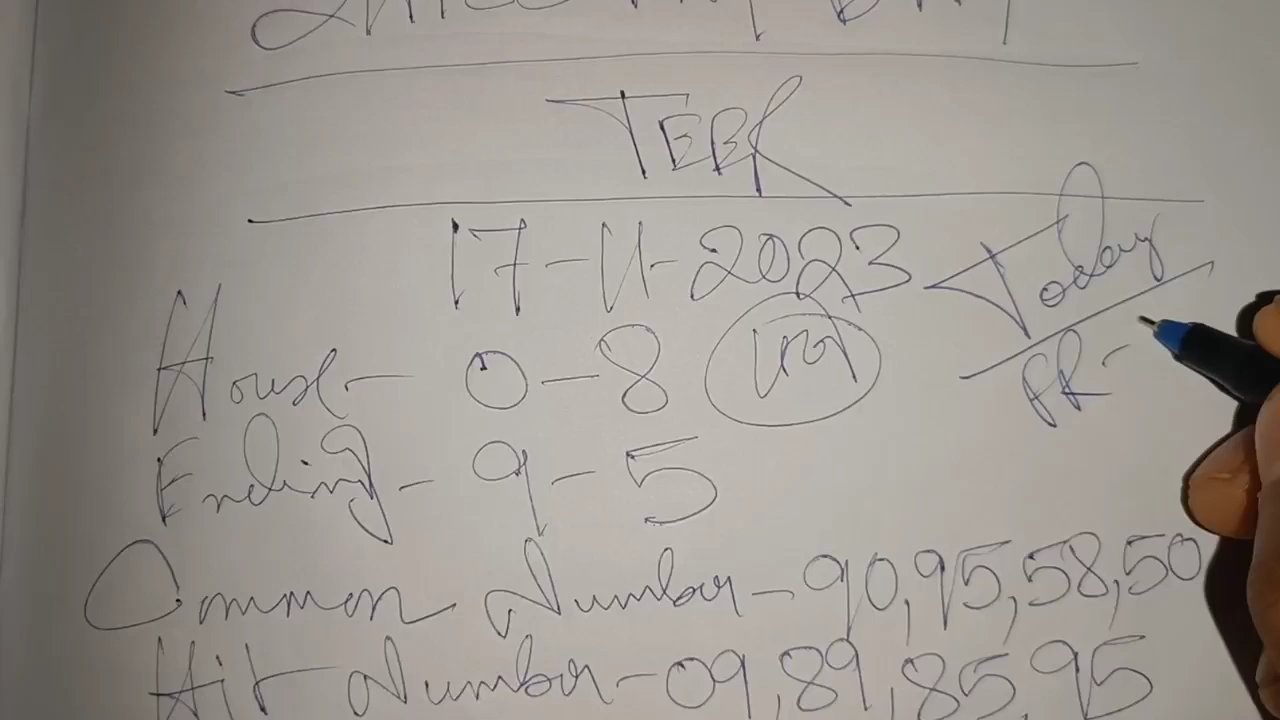 TEER
17-11-2023 Today
House - 0-8 FR -
Ending - 9-5
Common Number - 90, 95, 58, 50
Hit Number - 09, 89, 85, 95